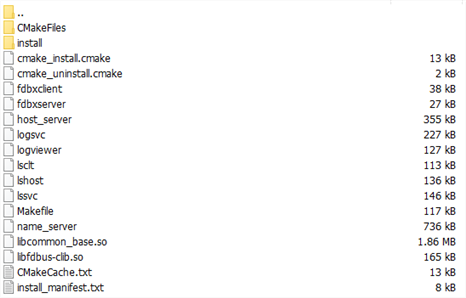 ..
CMakeFiles
install
cmake_install.cmake 13 kB
cmake_uninstall.cmake 2 kB
fdbxclient 38 kB
fdbxserver 27 kB
host_server 355 kB
logsvc 227 kB
logviewer 127 kB
lsclt 113 kB
lshost 136 kB
lssvc 146 kB
Makefile 117 kB
name_server 736 kB
libcommon_base.so 1.86 MB
libfdbus-clib.so 165 kB
CMakeCache.txt 13 kB
install_manifest.txt 8 kB